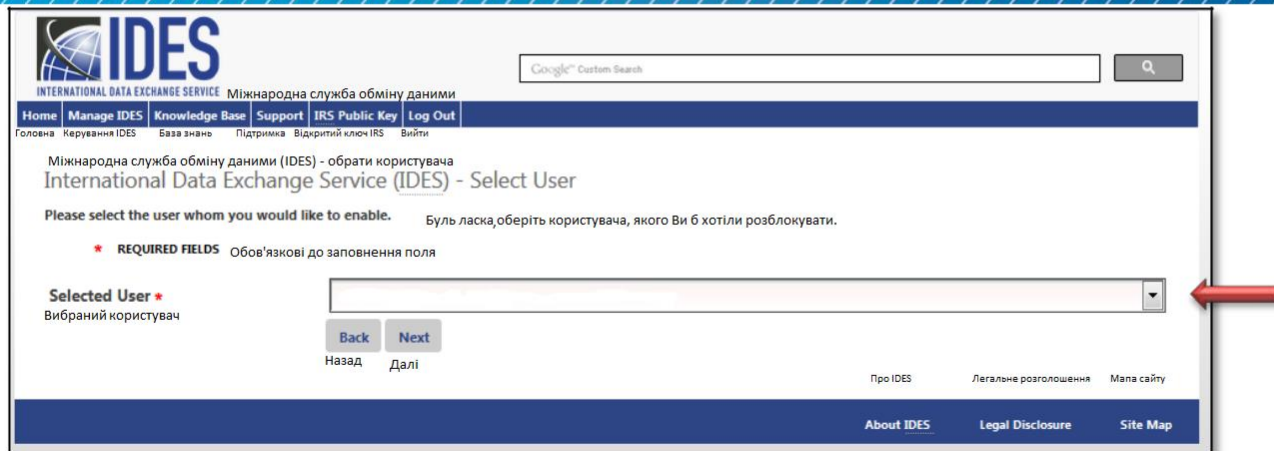 IDES
Google™ Custom Search
INTERNATIONAL DATA EXCHANGE SERVICE Міжнародна служба обміну даними
Home Manage IDES Knowledge Base Support IRS Public Key Log Out
Головна Керування IDES База знань Підтримка Відкритий ключ IRS Вийти
Міжнародна служба обміну даними (IDES) - обрати користувача
International Data Exchange Service (IDES) - Select User
Please select the user whom you would like to enable. Буль ласка,оберіть користувача, якого Ви б хотіли розблокувати.
* REQUIRED FIELDS Обов'язкові до заповнення поля
Selected User *
Вибраний користувач
Back Next
Назад Далі
Про IDES Легальне розголошення Мапа сайту
About IDES Legal Disclosure Site Map